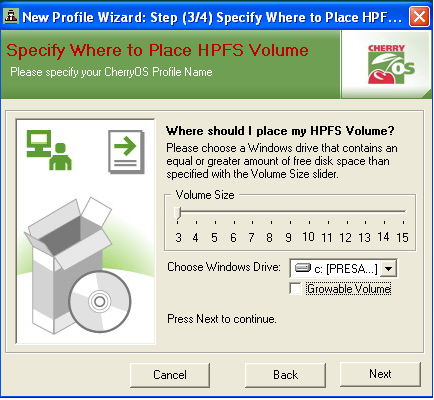 New Profile Wizard: Step (3/4) Specify Where to Place HPF...
Specify Where to Place HPFS Volume
Please specify your CherryOS Profile Name
CHERRY
OS
Where should I place my HPFS Volume?
Please choose a Windows drive that contains an
equal or greater amount of free disk space than
specified with the Volume Size slider.
Volume Size
3 4 5 6 7 8 9 10 11 12 13 14 15
Choose Windows Drive:
c: [PRESA...]
Growable Volume
Press Next to continue.
Cancel
Back
Next